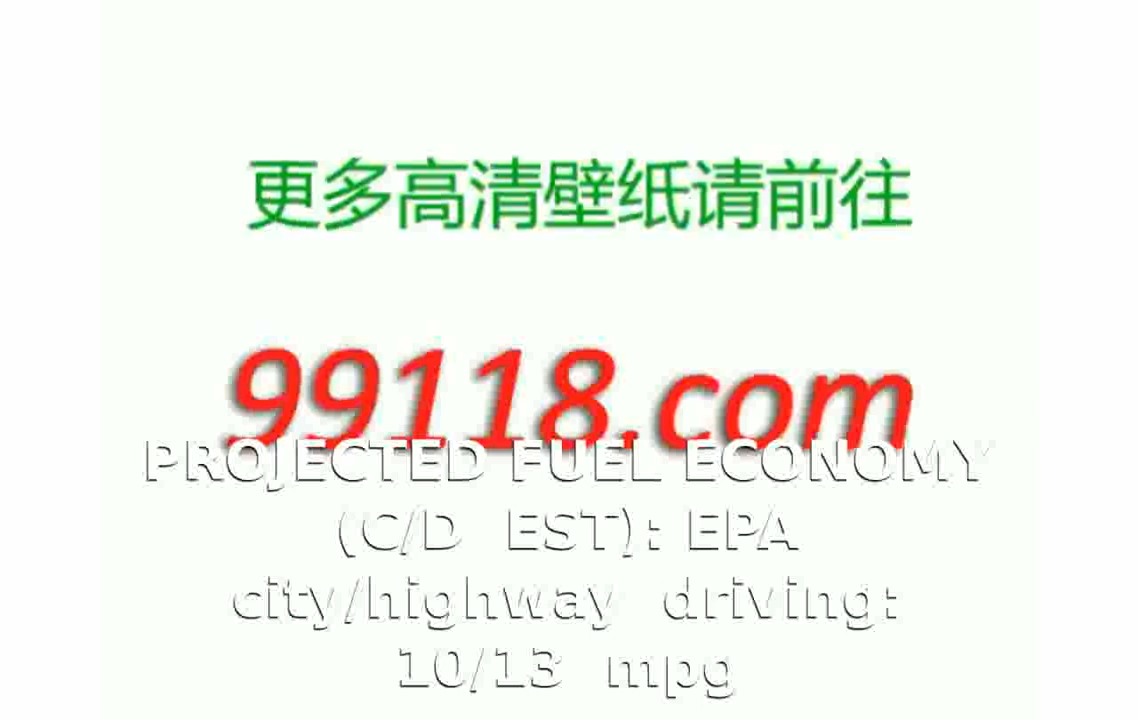 更多高清壁纸请前往
99118.com
PROJECTED FUEL ECONOMY
(C/D EST): EPA
city/highway driving:
10/13 mpg